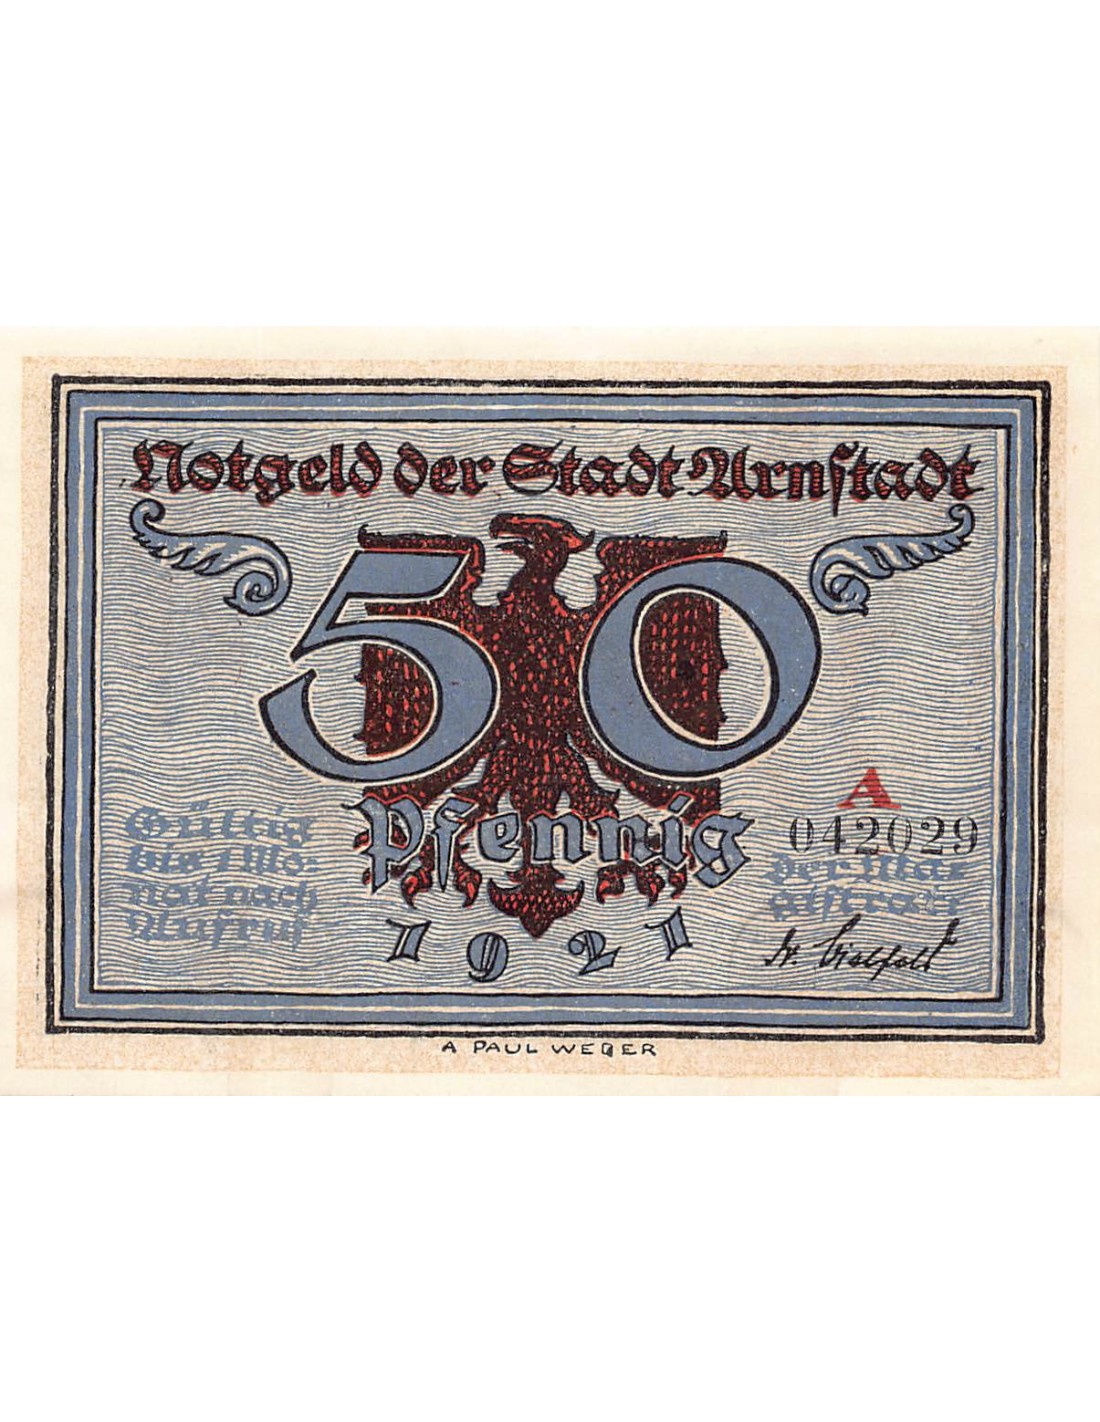 Notgeld der Stadt Arnstadt
50
Pfennig
1921
Gültig
bis 1 Mo=
nat nach
Aufruf
A
042029
der Ma=
gistrat:
A PAUL WEBER